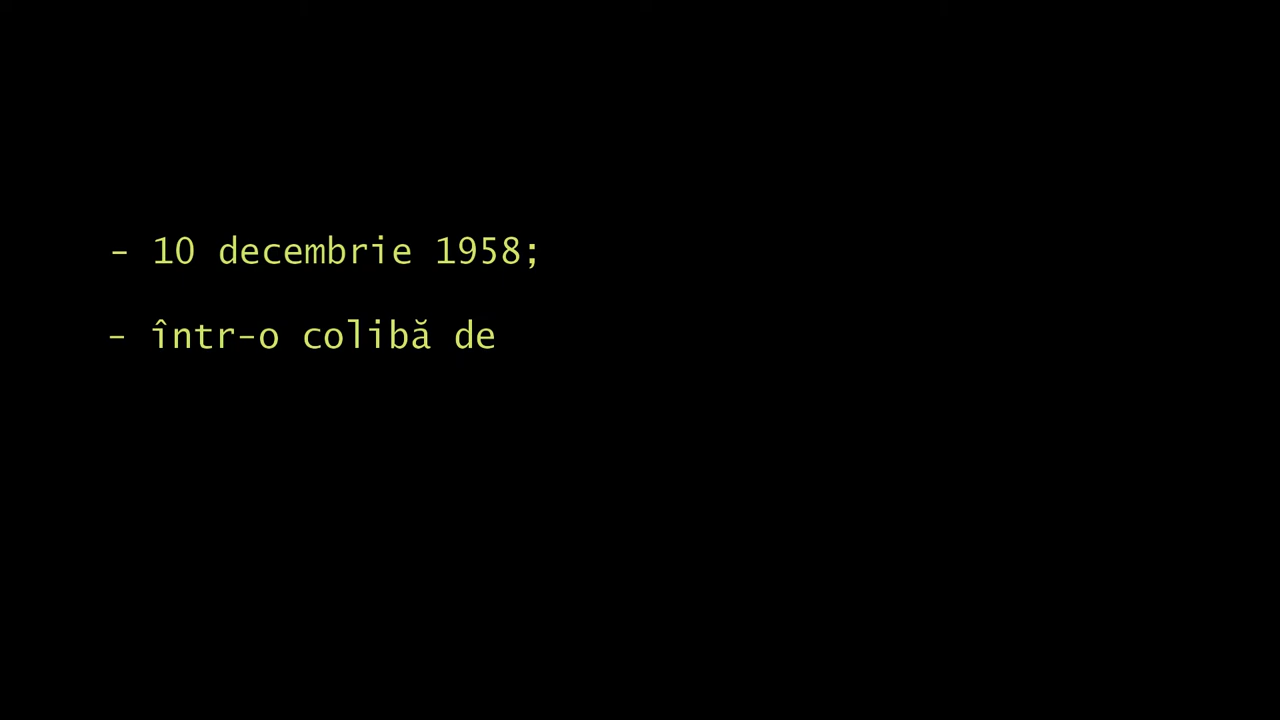 - 10 decembrie 1958;
- într-o colibă de